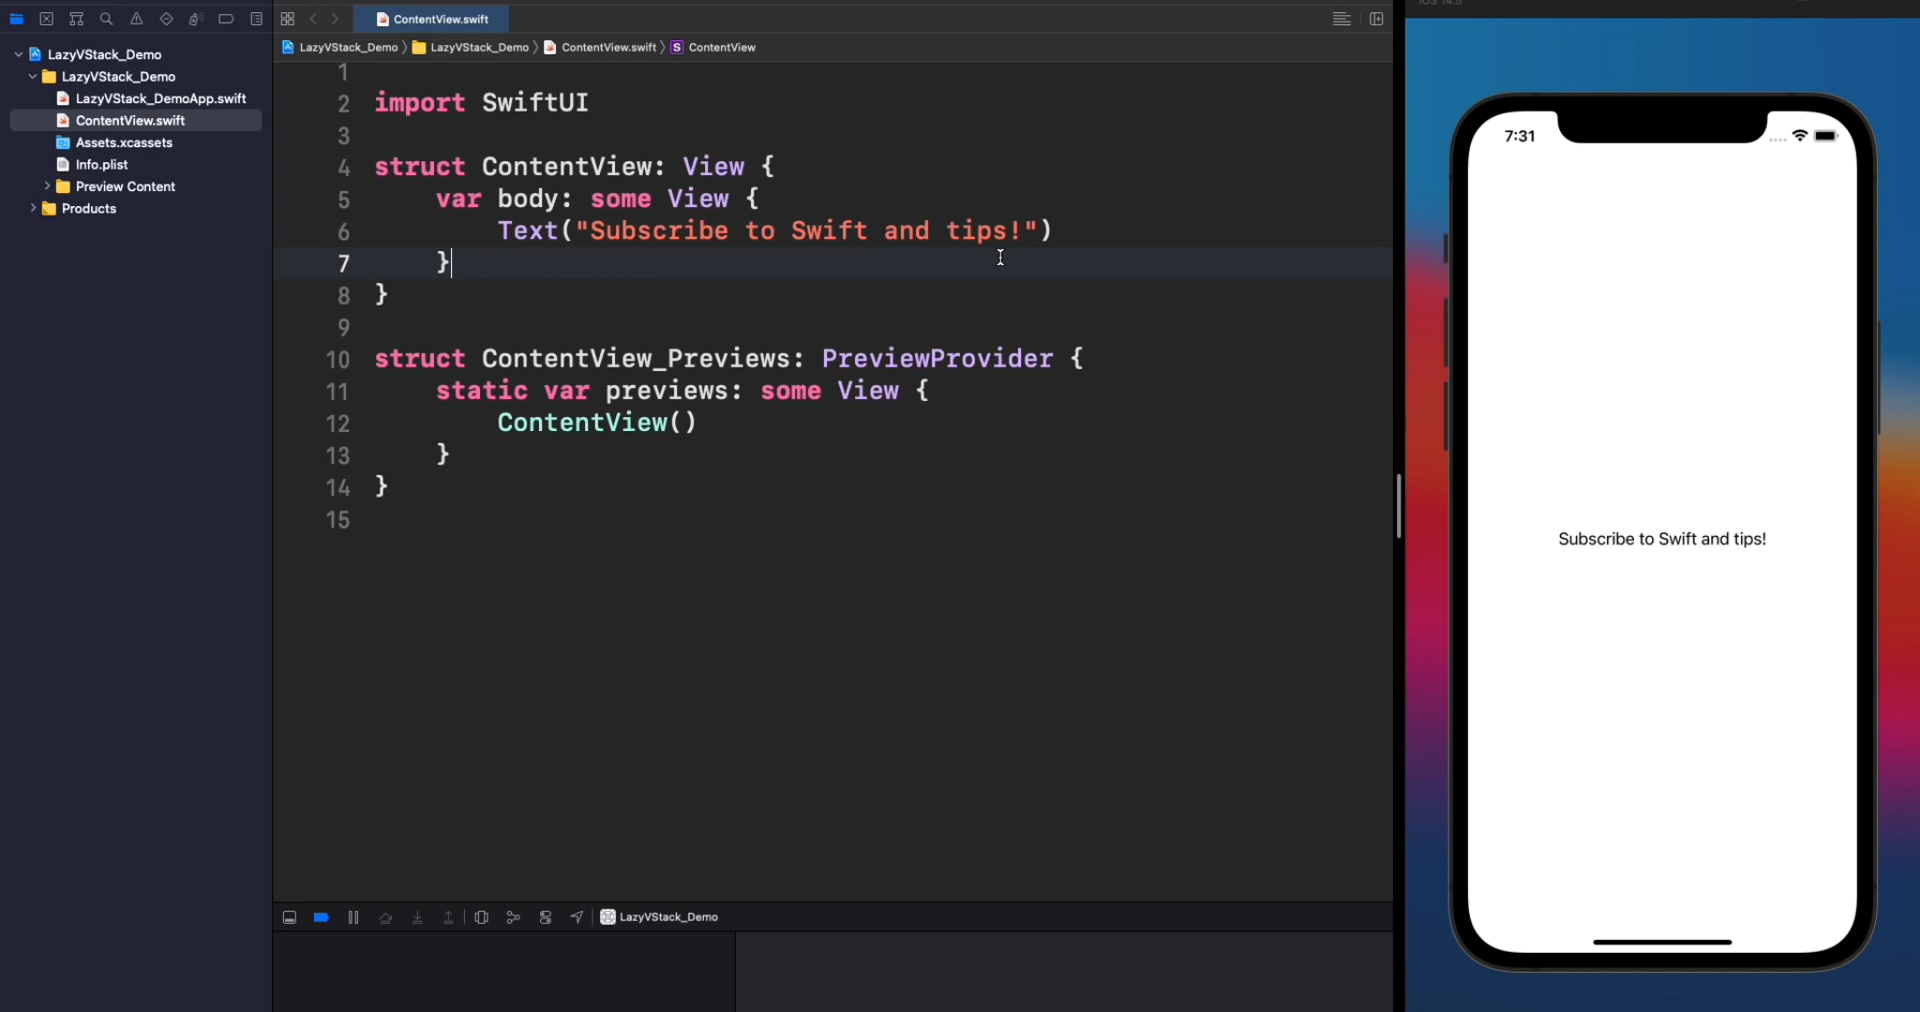 ContentView.swift
iOS 14.5
LazyVStack_Demo
LazyVStack_Demo
LazyVStack_DemoApp.swift
ContentView.swift
Assets.xcassets
Info.plist
Preview Content
Products
LazyVStack_Demo 〉 LazyVStack_Demo 〉 ContentView.swift 〉 S ContentView
1
2 import SwiftUI
3
4 struct ContentView: View {
5     var body: some View {
6         Text("Subscribe to Swift and tips!")
7     }
8 }
9
10 struct ContentView_Previews: PreviewProvider {
11     static var previews: some View {
12         ContentView()
13     }
14 }
15
LazyVStack_Demo
7:31
Subscribe to Swift and tips!